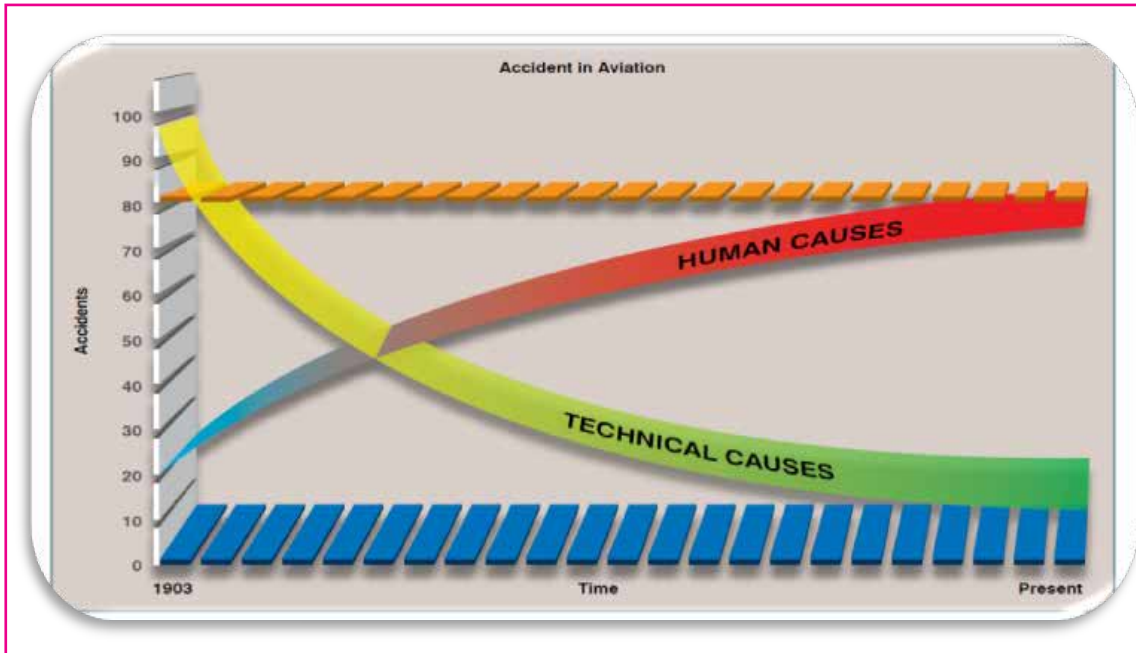 Accident in Aviation
100
90
80
70
60
50
40
30
20
10
0
Accidents
HUMAN CAUSES
TECHNICAL CAUSES
1903
Time
Present